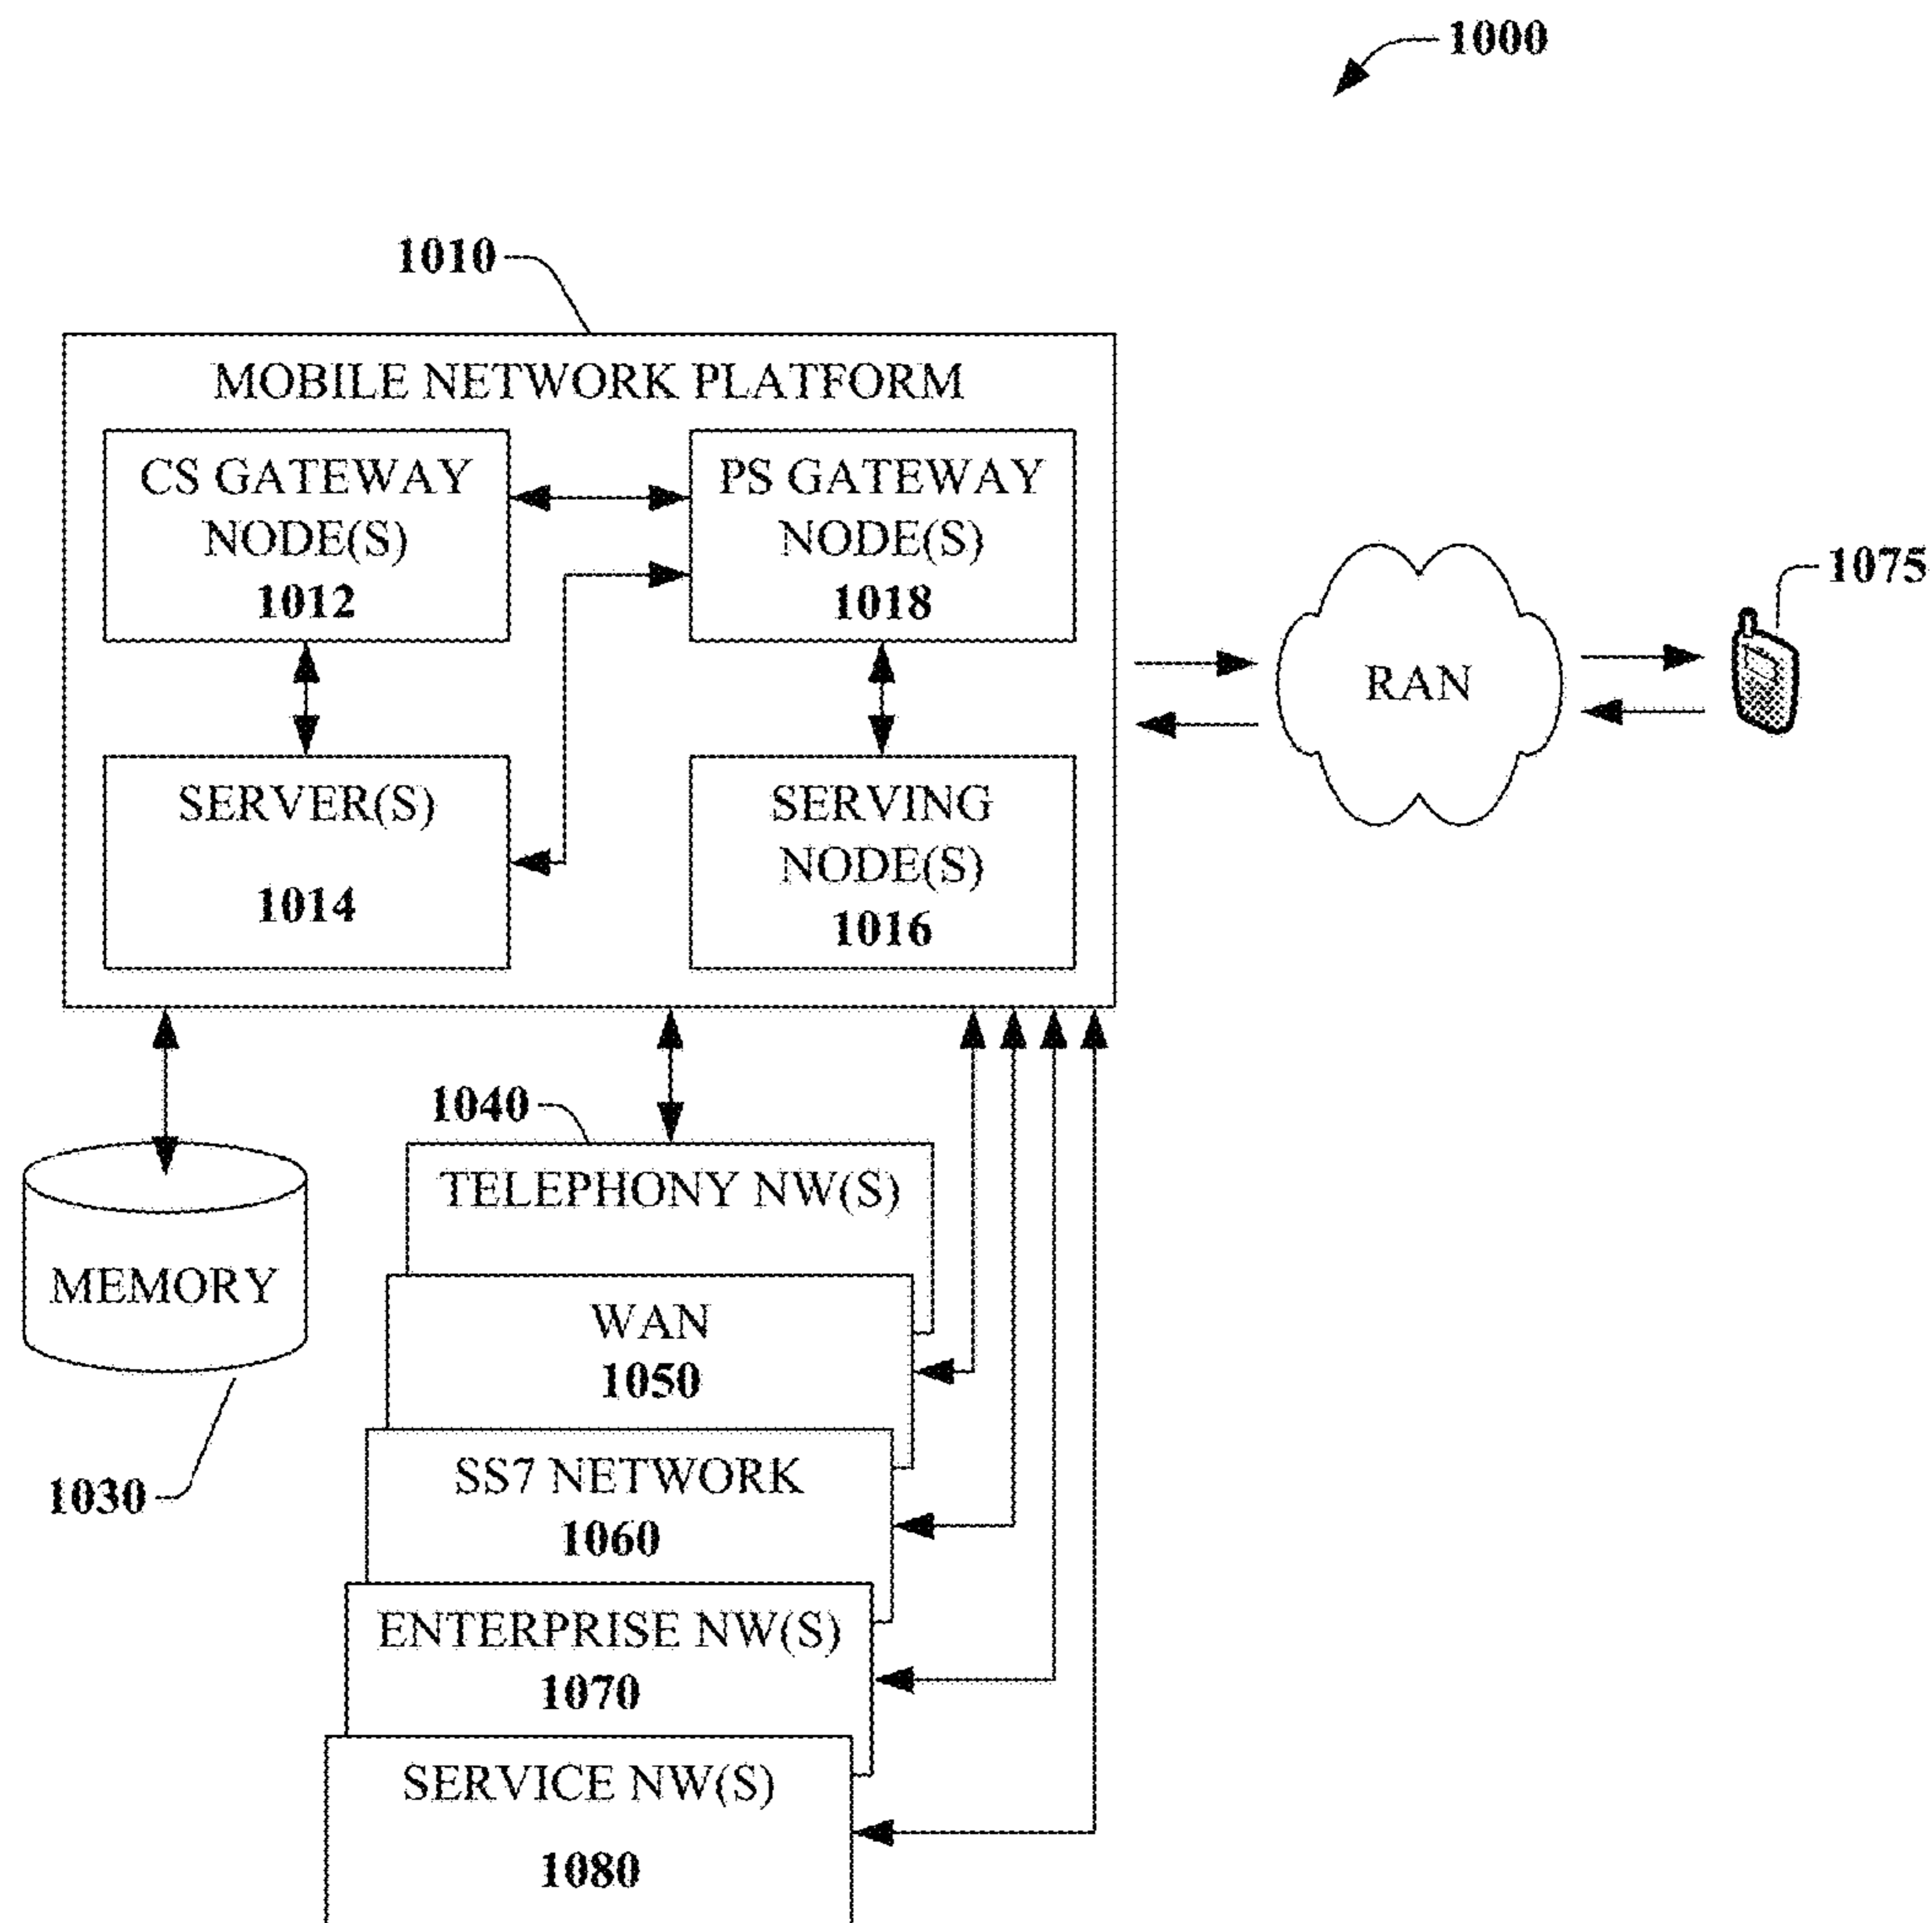 1000
1010
MOBILE NETWORK PLATFORM
CS GATEWAY
NODE(S)
1012
PS GATEWAY
NODE(S)
1018
SERVER(S)
1014
SERVING
NODE(S)
1016
RAN
1075
1040
TELEPHONY NW(S)
MEMORY
1030
WAN
1050
SS7 NETWORK
1060
ENTERPRISE NW(S)
1070
SERVICE NW(S)
1080